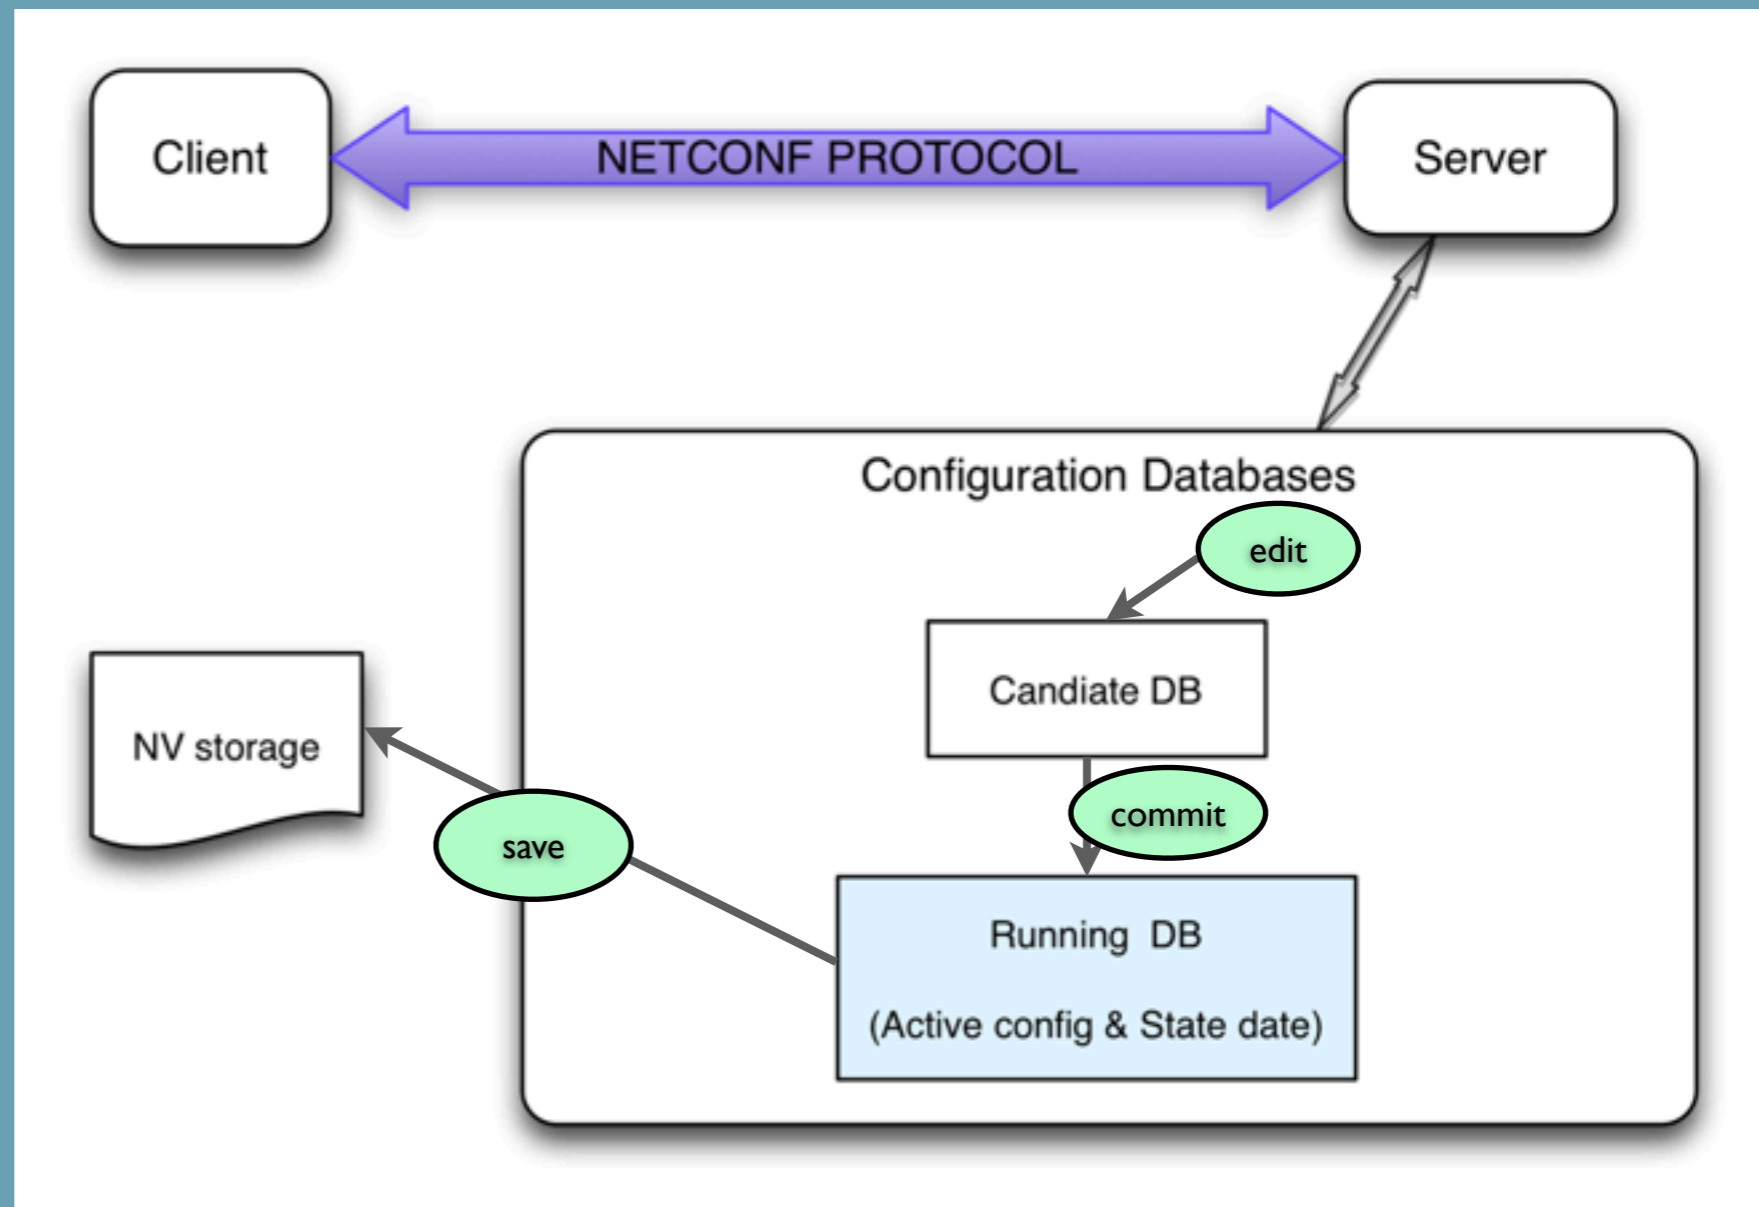 Client
NETCONF PROTOCOL
Server
Configuration Databases
edit
Candiate DB
NV storage
commit
save
Running DB
(Active config & State date)